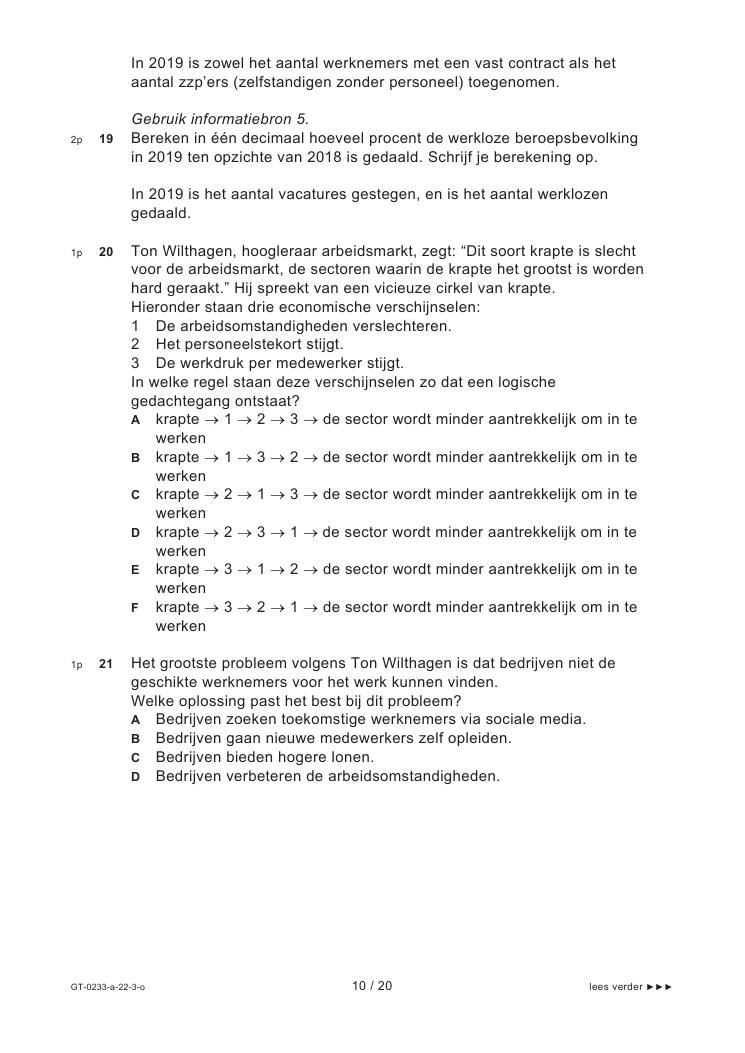 In 2019 is zowel het aantal werknemers met een vast contract als het
aantal zzp’ers (zelfstandigen zonder personeel) toegenomen.
Gebruik informatiebron 5.
2p 19 Bereken in één decimaal hoeveel procent de werkloze beroepsbevolking
in 2019 ten opzichte van 2018 is gedaald. Schrijf je berekening op.
In 2019 is het aantal vacatures gestegen, en is het aantal werklozen
gedaald.
1p 20 Ton Wilthagen, hoogleraar arbeidsmarkt, zegt: “Dit soort krapte is slecht
voor de arbeidsmarkt, de sectoren waarin de krapte het grootst is worden
hard geraakt.” Hij spreekt van een vicieuze cirkel van krapte.
Hieronder staan drie economische verschijnselen:
1 De arbeidsomstandigheden verslechteren.
2 Het personeelstekort stijgt.
3 De werkdruk per medewerker stijgt.
In welke regel staan deze verschijnselen zo dat een logische
gedachtegang ontstaat?
A krapte → 1 → 2 → 3 → de sector wordt minder aantrekkelijk om in te
werken
B krapte → 1 → 3 → 2 → de sector wordt minder aantrekkelijk om in te
werken
C krapte → 2 → 1 → 3 → de sector wordt minder aantrekkelijk om in te
werken
D krapte → 2 → 3 → 1 → de sector wordt minder aantrekkelijk om in te
werken
E krapte → 3 → 1 → 2 → de sector wordt minder aantrekkelijk om in te
werken
F krapte → 3 → 2 → 1 → de sector wordt minder aantrekkelijk om in te
werken
1p 21 Het grootste probleem volgens Ton Wilthagen is dat bedrijven niet de
geschikte werknemers voor het werk kunnen vinden.
Welke oplossing past het best bij dit probleem?
A Bedrijven zoeken toekomstige werknemers via sociale media.
B Bedrijven gaan nieuwe medewerkers zelf opleiden.
C Bedrijven bieden hogere lonen.
D Bedrijven verbeteren de arbeidsomstandigheden.
GT-0233-a-22-3-o 10 / 20 lees verder ►►►